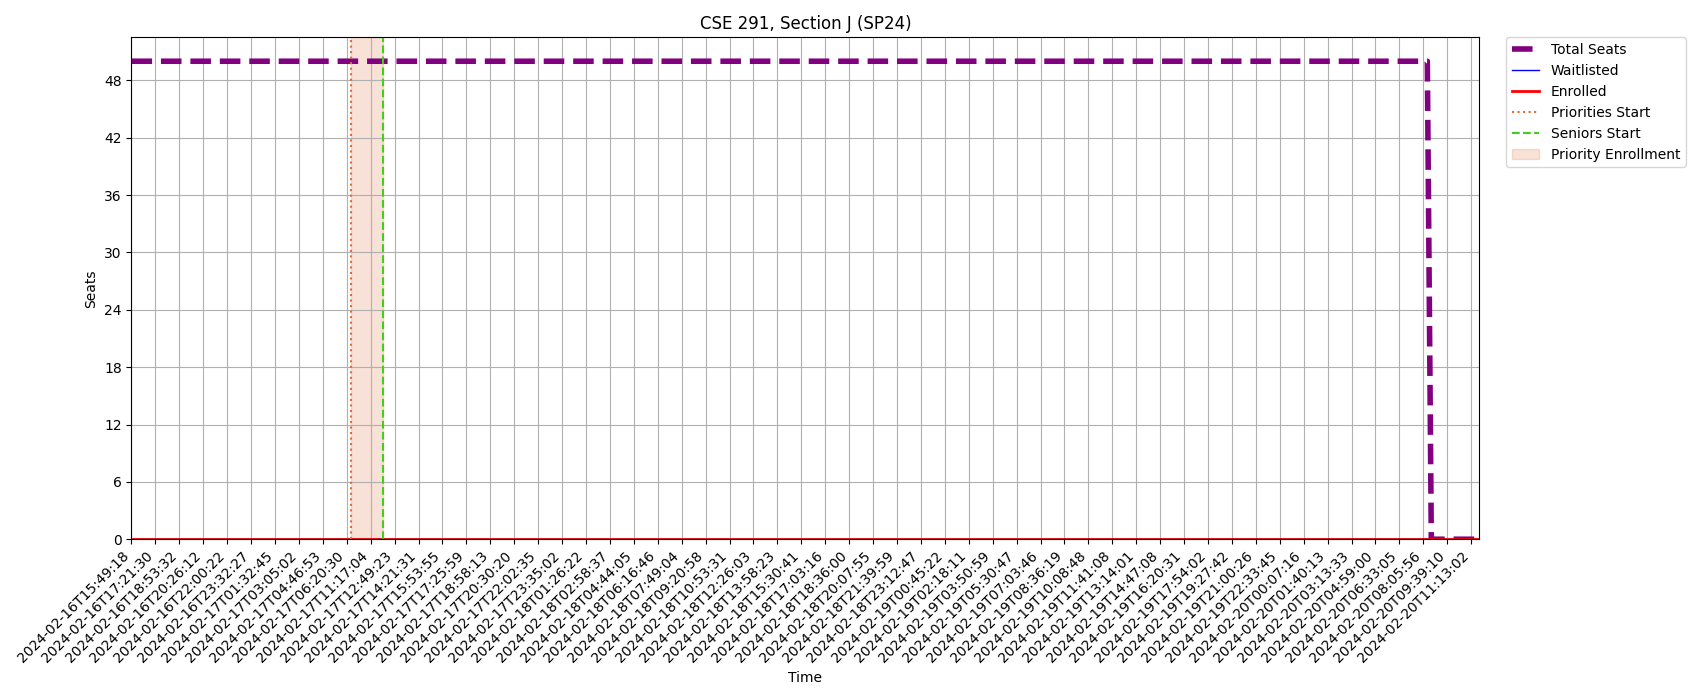 CSE 291, Section J (SP24)
Total Seats
Waitlisted
Enrolled
Priorities Start
Seniors Start
Priority Enrollment
Seats
48
42
36
30
24
18
12
6
0
2024-02-16T15:49:18
2024-02-16T17:21:30
2024-02-16T18:53:32
2024-02-16T20:26:12
2024-02-16T22:00:22
2024-02-16T23:32:27
2024-02-17T01:32:45
2024-02-17T03:05:02
2024-02-17T04:46:53
2024-02-17T06:20:30
2024-02-17T11:17:04
2024-02-17T12:49:23
2024-02-17T14:21:31
2024-02-17T15:53:55
2024-02-17T17:25:59
2024-02-17T18:58:13
2024-02-17T20:30:20
2024-02-17T22:02:35
2024-02-17T23:35:02
2024-02-18T01:26:22
2024-02-18T02:58:37
2024-02-18T04:44:05
2024-02-18T06:16:46
2024-02-18T07:49:04
2024-02-18T09:20:58
2024-02-18T10:53:31
2024-02-18T12:26:03
2024-02-18T13:58:23
2024-02-18T15:30:41
2024-02-18T17:03:16
2024-02-18T18:36:00
2024-02-18T20:07:55
2024-02-18T21:39:59
2024-02-18T23:12:47
2024-02-19T00:45:22
2024-02-19T02:18:11
2024-02-19T03:50:59
2024-02-19T05:30:47
2024-02-19T07:03:46
2024-02-19T08:36:19
2024-02-19T10:08:48
2024-02-19T11:41:08
2024-02-19T13:14:01
2024-02-19T14:47:08
2024-02-19T16:20:31
2024-02-19T17:54:02
2024-02-19T19:27:42
2024-02-19T21:00:26
2024-02-19T22:33:45
2024-02-20T00:07:16
2024-02-20T01:40:13
2024-02-20T03:13:33
2024-02-20T04:59:00
2024-02-20T06:33:05
2024-02-20T08:05:56
2024-02-20T09:39:10
2024-02-20T11:13:02
Time